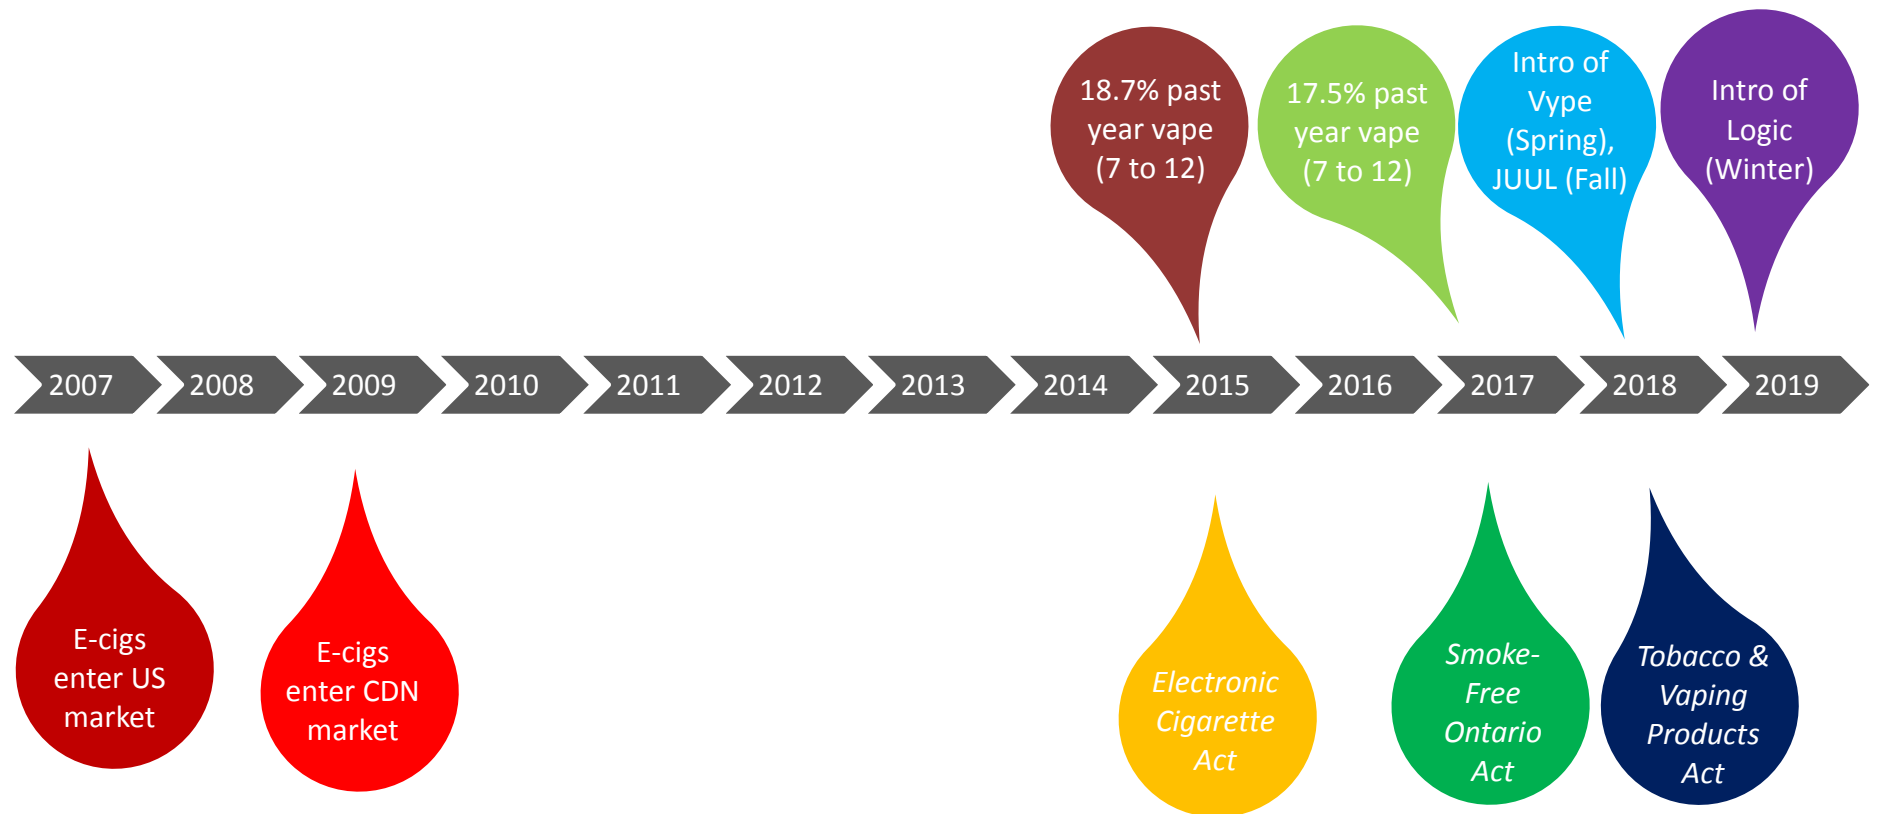 18.7% past
year vape
(7 to 12)
17.5% past
year vape
(7 to 12)
Intro of
Vype
(Spring),
JUUL (Fall)
Intro of
Logic
(Winter)
2007
2008
2009
2010
2011
2012
2013
2014
2015
2016
2017
2018
2019
E-cigs
enter US
market
E-cigs
enter CDN
market
Electronic
Cigarette
Act
Smoke-
Free
Ontario
Act
Tobacco &
Vaping
Products
Act